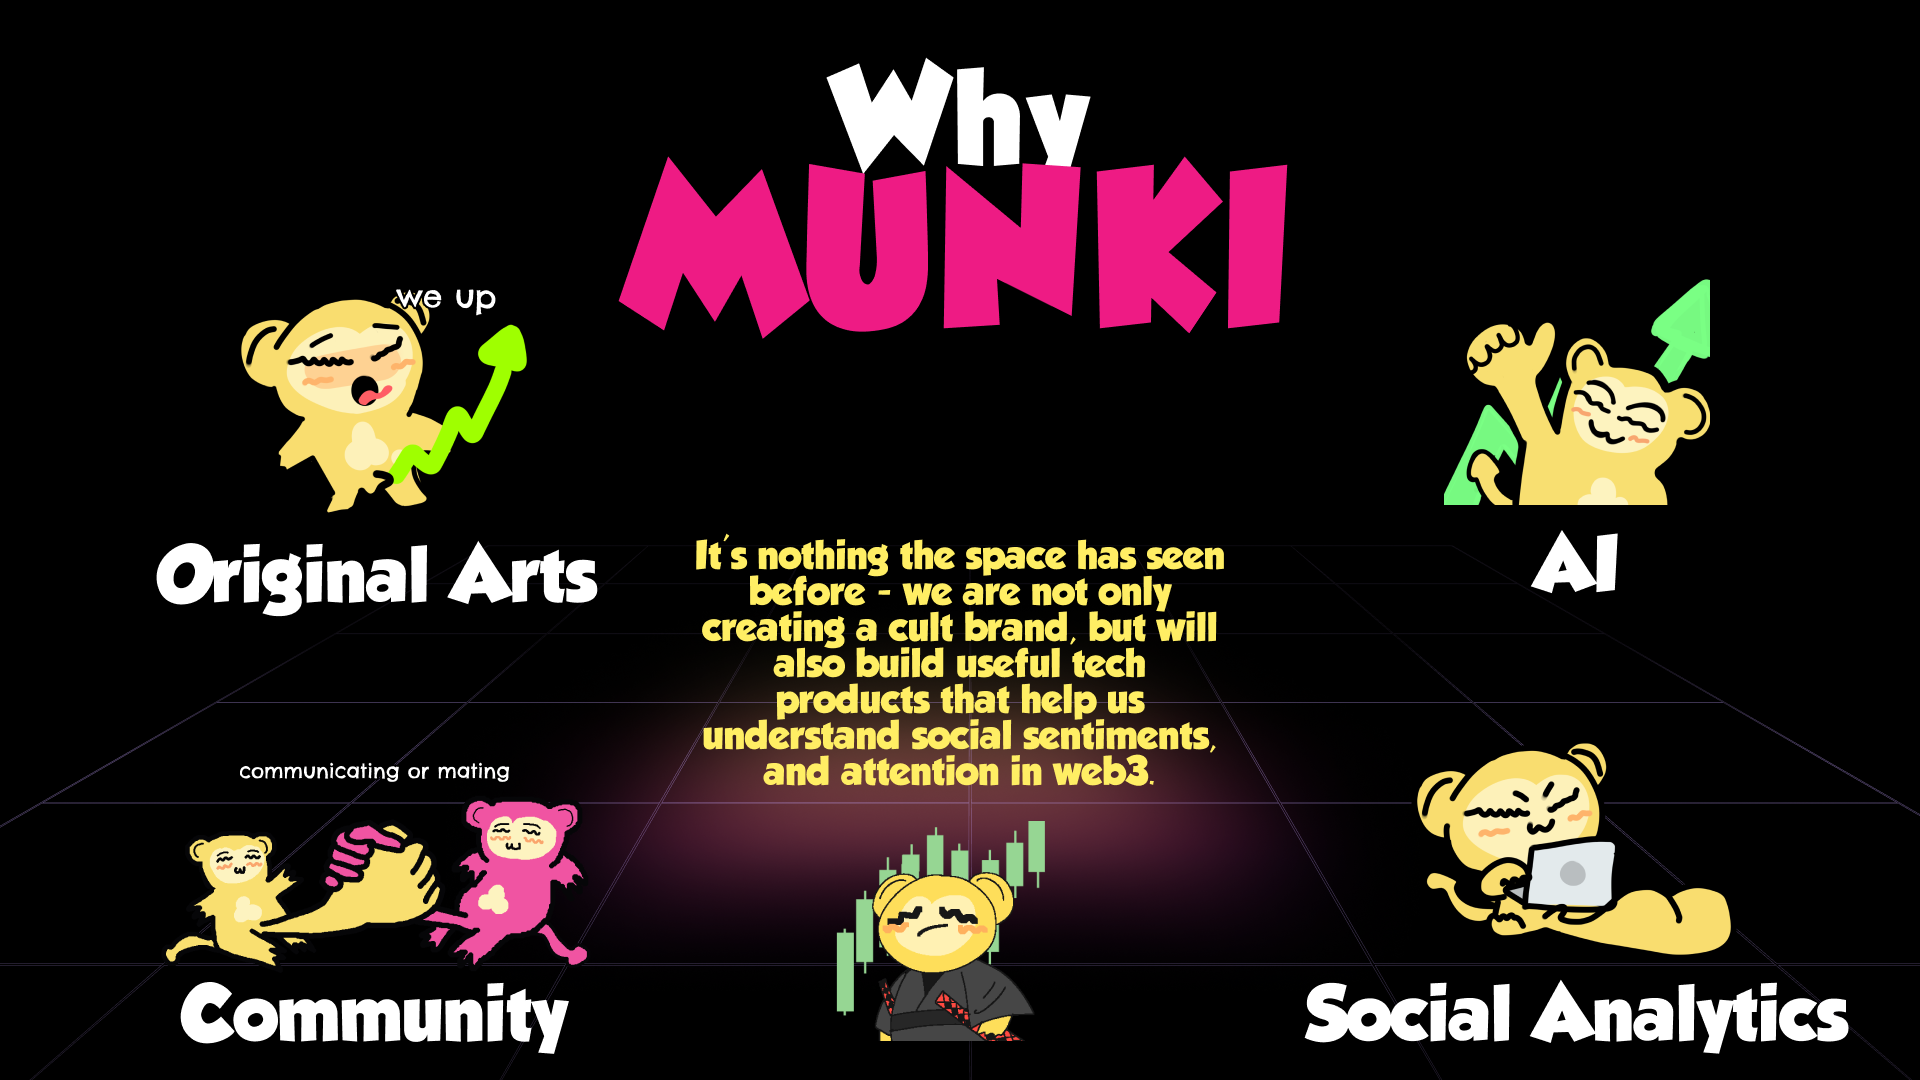 Why
MUNKI
we up
Original Arts
AI
It's nothing the space has seen
before - we are not only
creating a cult brand, but will
also build useful tech
products that help us
understand social sentiments,
and attention in web3.
communicating or mating
Community
Social Analytics